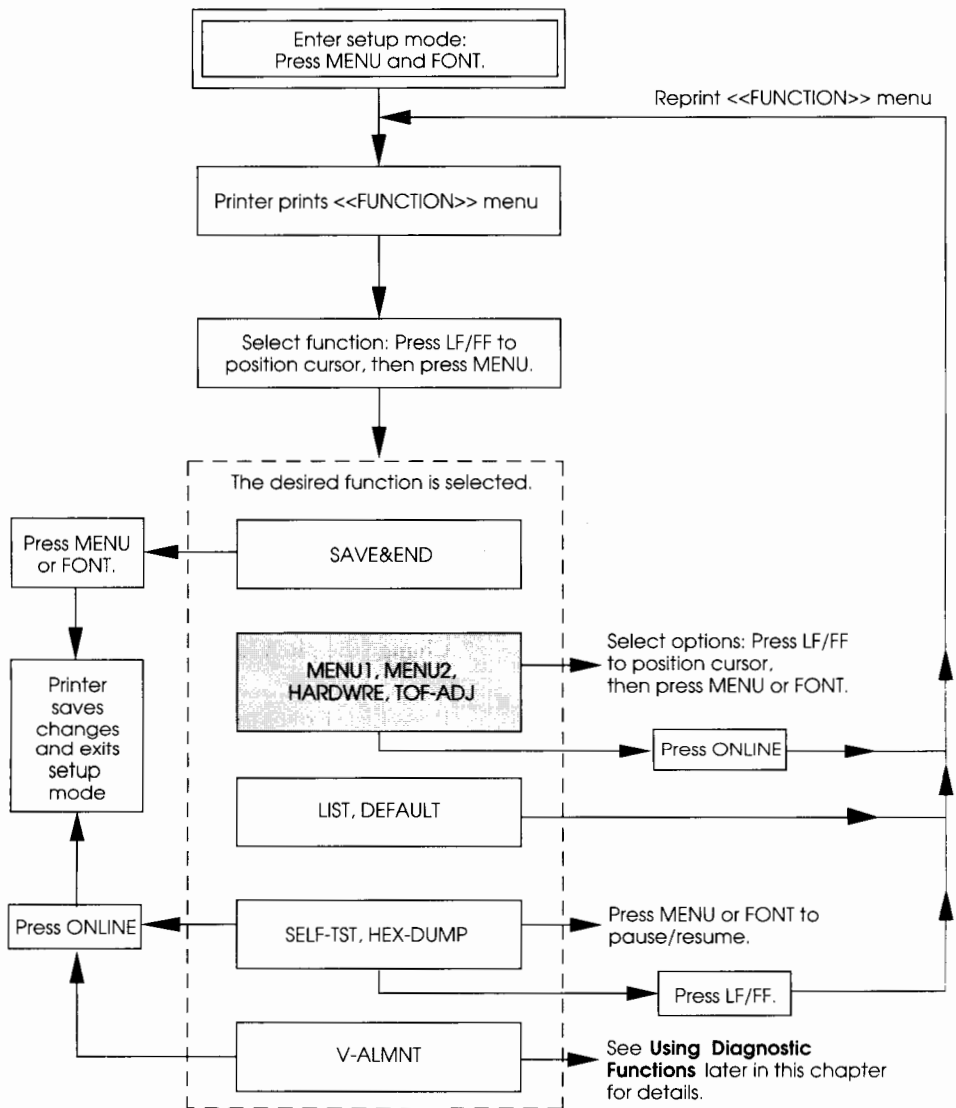 Enter setup mode:
Press MENU and FONT.
Reprint <<FUNCTION>> menu
Printer prints <<FUNCTION>> menu
Select function: Press LF/FF to
position cursor, then press MENU.
The desired function is selected.
Press MENU
or FONT.
SAVE&END
Printer
saves
changes
and exits
setup
mode
MENU1, MENU2,
HARDWRE, TOF-ADJ
Select options: Press LF/FF
to position cursor,
then press MENU or FONT.
Press ONLINE
LIST, DEFAULT
Press ONLINE
SELF-TST, HEX-DUMP
Press MENU or FONT to
pause/resume.
Press LF/FF.
V-ALMNT
See Using Diagnostic
Functions later in this chapter
for details.